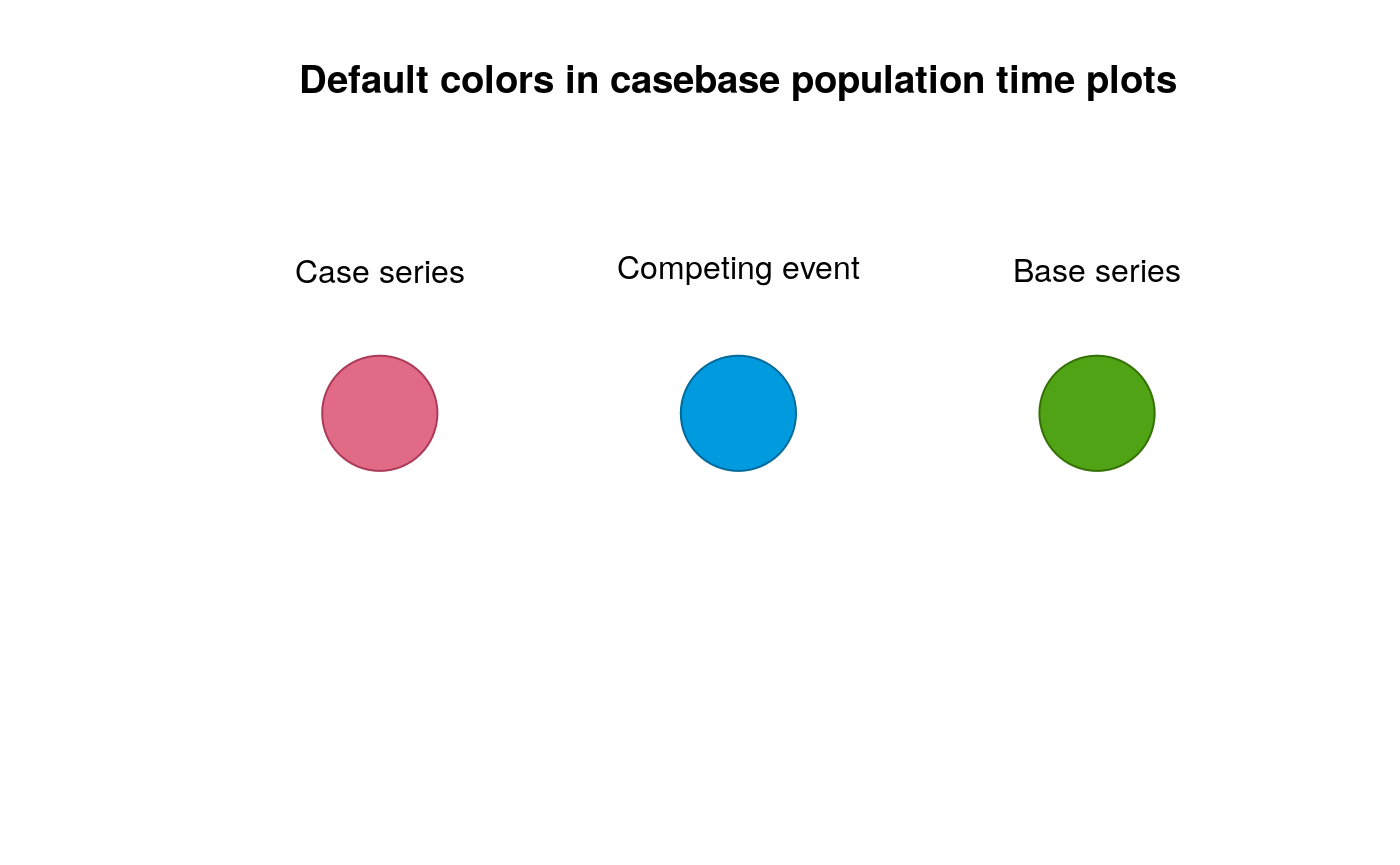 Default colors in casebase population time plots
Case series
Competing event
Base series